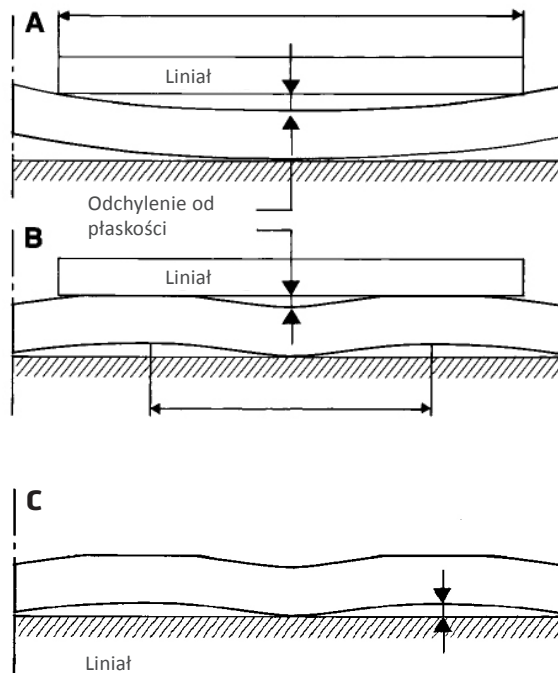 A
Liniał
Odchylenie od
płaskości
B
Liniał
C
Liniał